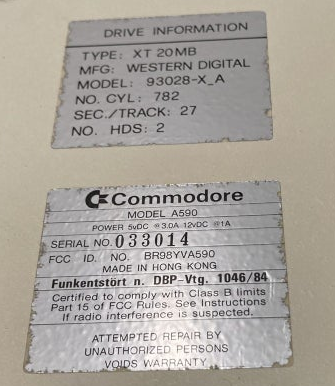 DRIVE INFORMATION
TYPE: XT 20MB
MFG: WESTERN DIGITAL
MODEL: 93028-X_A
NO. CYL: 782
SEC./TRACK: 27
NO. HDS: 2
Commodore
MODEL A590
POWER 5vDC @3.0A 12vDC @1A
SERIAL NO. 033014
FCC ID. NO. BR98YVA590
MADE IN HONG KONG
Funkentstört n. DBP-Vtg. 1046/84
Certified to comply with Class B limits
Part 15 of FCC Rules. See Instructions
If radio interference is suspected.
ATTEMPTED REPAIR BY
UNAUTHORIZED PERSONS
VOIDS WARRANTY